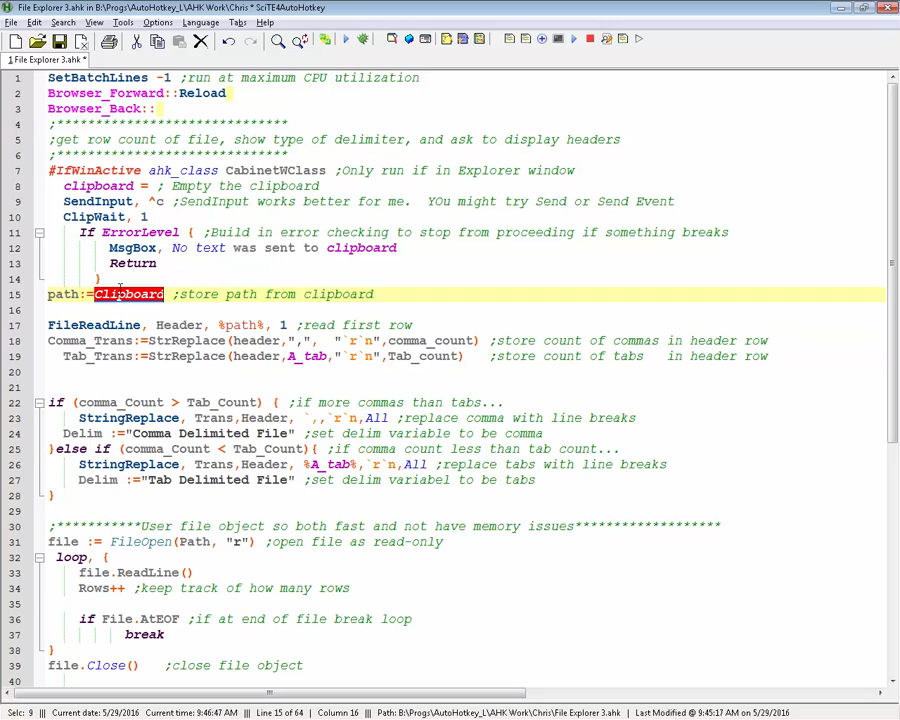 File Explorer 3.ahk in B:\Progs\AutoHotkey_L\AHK Work\Chris * SciTE4AutoHotkey
File Edit Search View Tools Options Language Tabs Help
1 File Explorer 3.ahk *
1 SetBatchLines -1 ;run at maximum CPU utilization
2 Browser_Forward::Reload
3 Browser_Back::
4 ;*****************************
5 ;get row count of file, show type of delimiter, and ask to display headers
6 ;*****************************
7 #IfWinActive ahk_class CabinetWClass ;Only run if in Explorer window
8 clipboard = ; Empty the clipboard
9 SendInput, ^c ;SendInput works better for me.  You might try Send or Send Event
10 ClipWait, 1
11 If ErrorLevel { ;Build in error checking to stop from proceeding if something breaks
12 MsgBox, No text was sent to clipboard
13 Return
14 }
15 path:=Clipboard ;store path from clipboard
16
17 FileReadLine, Header, %path%, 1 ;read first row
18 Comma_Trans:=StrReplace(header,",", "`r`n",comma_count) ;store count of commas in header row
19 Tab_Trans:=StrReplace(header,A_tab,"`r`n",Tab_count) ;store count of tabs   in header row
20
21
22 if (comma_Count > Tab_Count) { ;if more commas than tabs...
23 StringReplace, Trans,Header, `,,`r`n,All ;replace comma with line breaks
24 Delim :="Comma Delimited File" ;set delim variable to be comma
25 }else if (comma_Count < Tab_Count){ ;if comma count less than tab count...
26 StringReplace, Trans,Header, %A_tab%,`r`n,All ;replace tabs with line breaks
27 Delim :="Tab Delimited File" ;set delim variabel to be tabs
28 }
29
30 ;***********User file object so both fast and not have memory issues*******************
31 file := FileOpen(Path, "r") ;open file as read-only
32 loop, {
33 file.ReadLine()
34 Rows++ ;keep track of how many rows
35
36 if File.AtEOF ;if at end of file break loop
37 break
38 }
39 file.Close()   ;close file object
40
Selc: 9 | Current date: 5/29/2016 Current time: 9:46:47 AM | Line 15 of 64 | Column 16 | Path: B:\Progs\AutoHotkey_L\AHK Work\Chris\File Explorer 3.ahk | Last Modified @ 9:45:17 AM on 5/29/2016